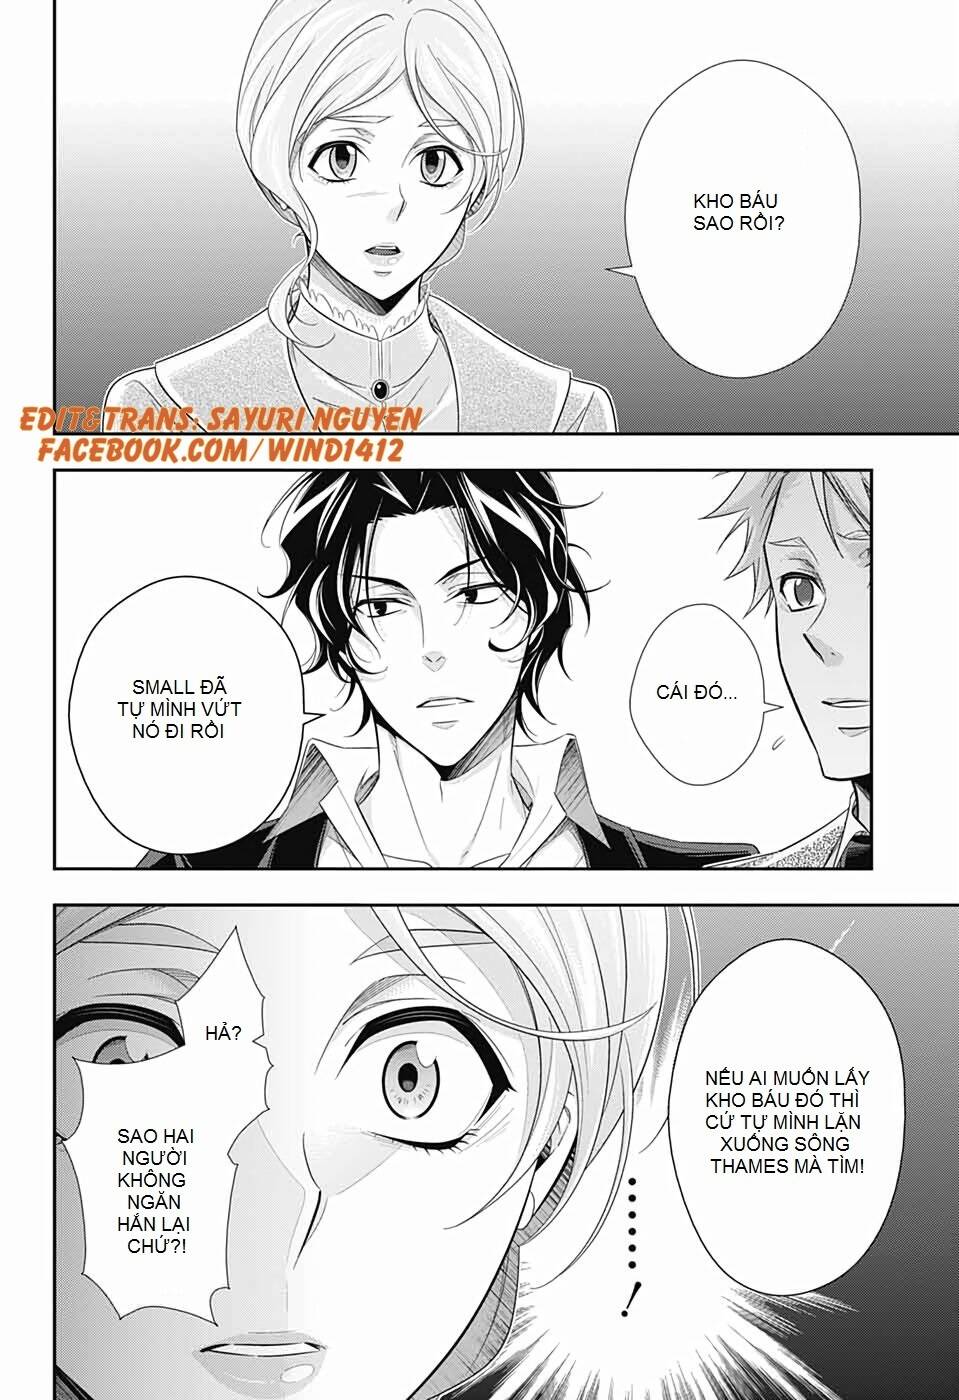 KHO BÁU
SAO RỒI?
EDIT&TRANS: SAYURI NGUYEN
FACEBOOK.COM/WIND1412
CÁI ĐÓ...
SMALL ĐÃ
TỰ MÌNH VỨT
NÓ ĐI RỒI
NẾU AI MUỐN LẤY
KHO BÁU ĐÓ THÌ
CỨ TỰ MÌNH LẶN
XUỐNG SÔNG
THAMES MÀ TÌM!
......!
HẢ?
SAO HAI
NGƯỜI
KHÔNG
NGĂN
HẮN LẠI
CHỨ?!